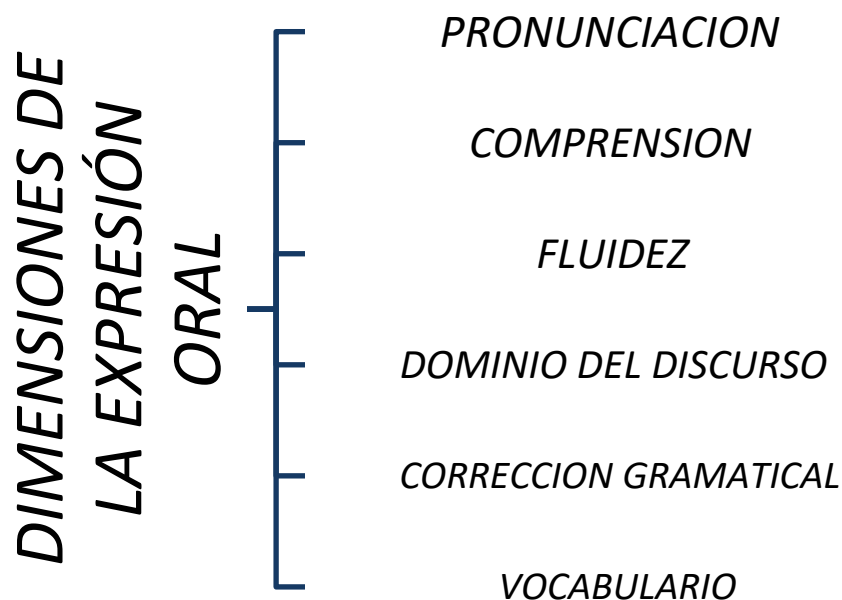 DIMENSIONES DE
LA EXPRESIÓN
ORAL
PRONUNCIACION
COMPRENSION
FLUIDEZ
DOMINIO DEL DISCURSO
CORRECCION GRAMATICAL
VOCABULARIO